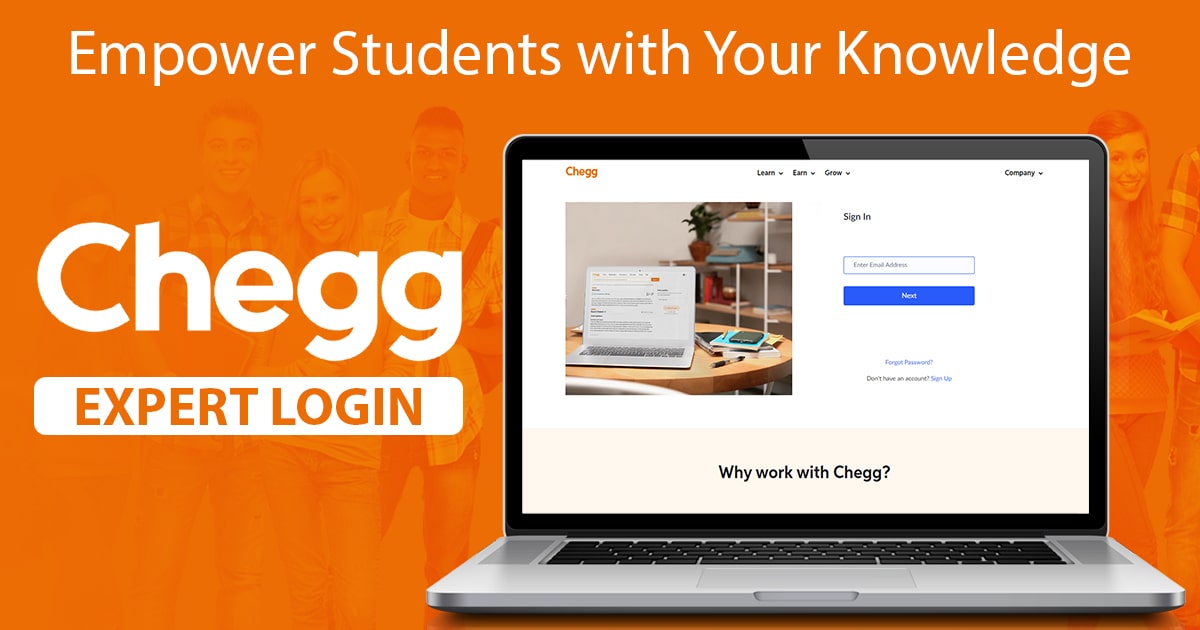 Empower Students with Your Knowledge
Chegg
EXPERT LOGIN
Chegg
Learn
Earn
Grow
Company
Sign In
Enter Email Address
Next
Forgot Password?
Don't have an account? Sign Up
Why work with Chegg?